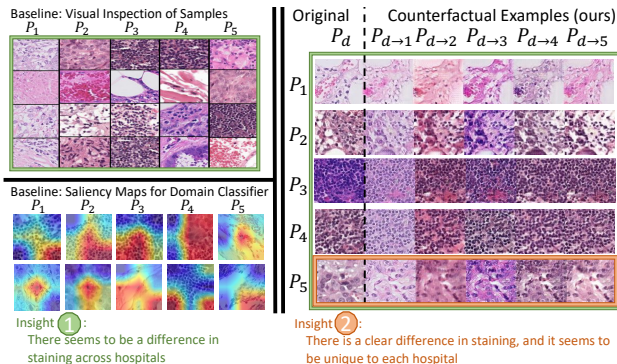 Baseline: Visual Inspection of Samples
P1 P2 P3 P4 P5
Baseline: Saliency Maps for Domain Classifier
P1 P2 P3 P4 P5
Insight 1 :
There seems to be a difference in
staining across hospitals
Original Counterfactual Examples (ours)
Pd Pd→1 Pd→2 Pd→3 Pd→4 Pd→5
P1
P2
P3
P4
P5
Insight 2 :
There is a clear difference in staining, and it seems to
be unique to each hospital